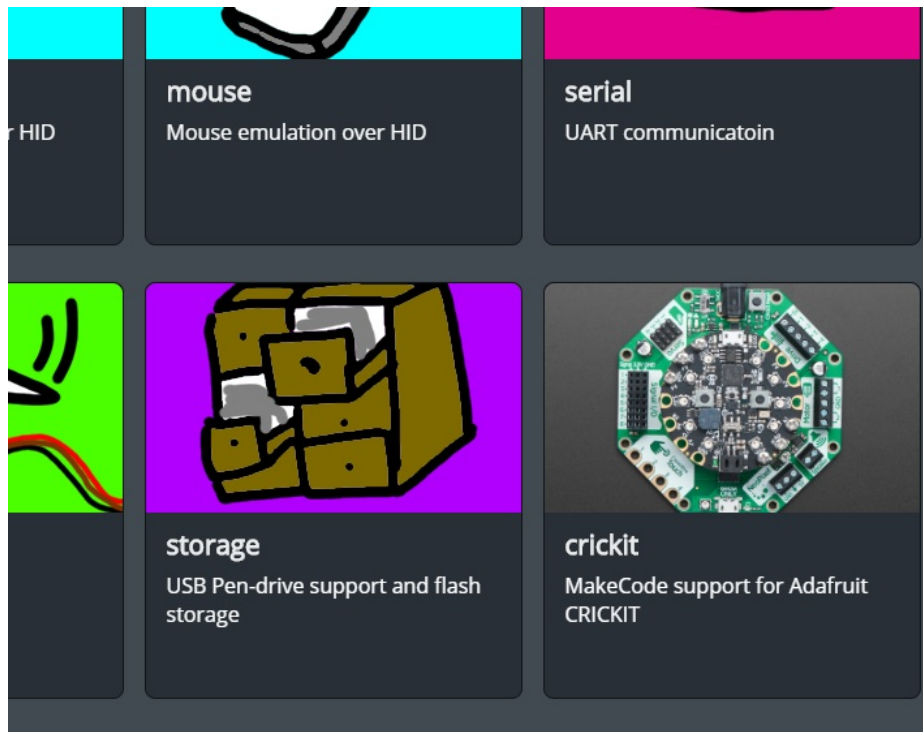 mouse
serial
r HID
Mouse emulation over HID
UART communicatoin
storage
crickit
USB Pen-drive support and flash
storage
MakeCode support for Adafruit
CRICKIT